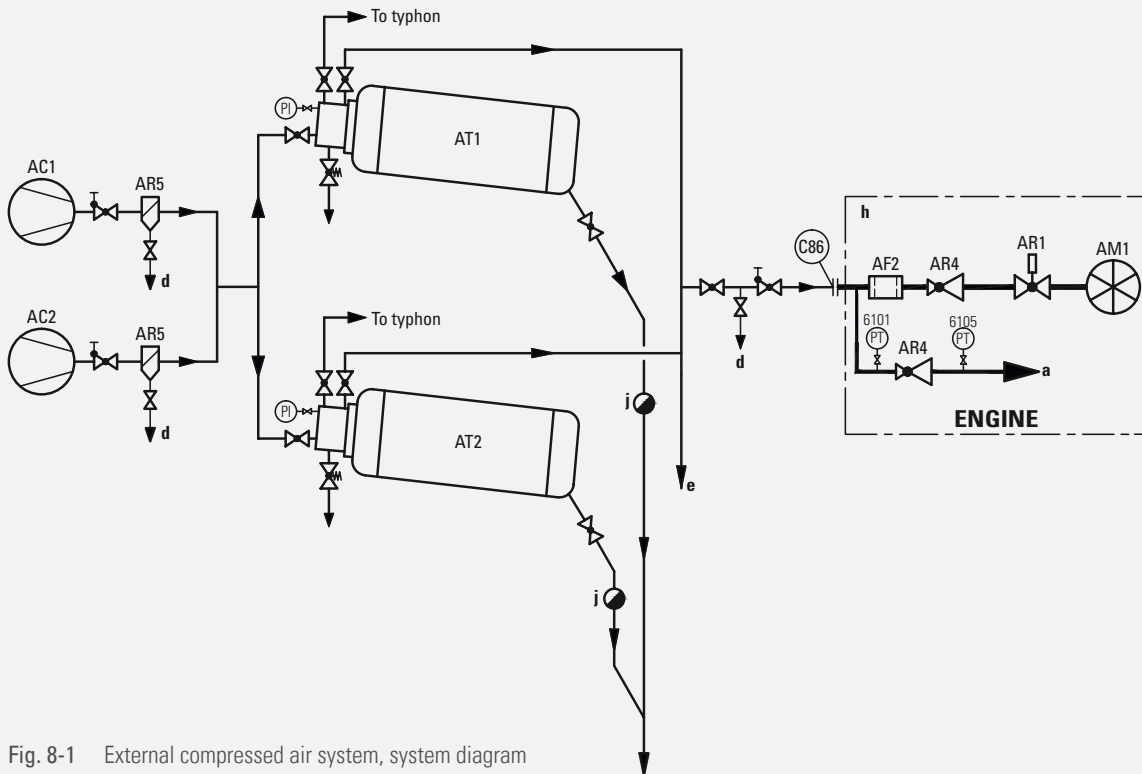 To typhon
PI
AT1
AC1
AR5
d
AC2
AR5
d
To typhon
PI
AT2
j
j
e
d
C86
h
AF2
AR4
AR1
AM1
6101
PT
AR4
6105
PT
a
ENGINE
Fig. 8-1 External compressed air system, system diagram